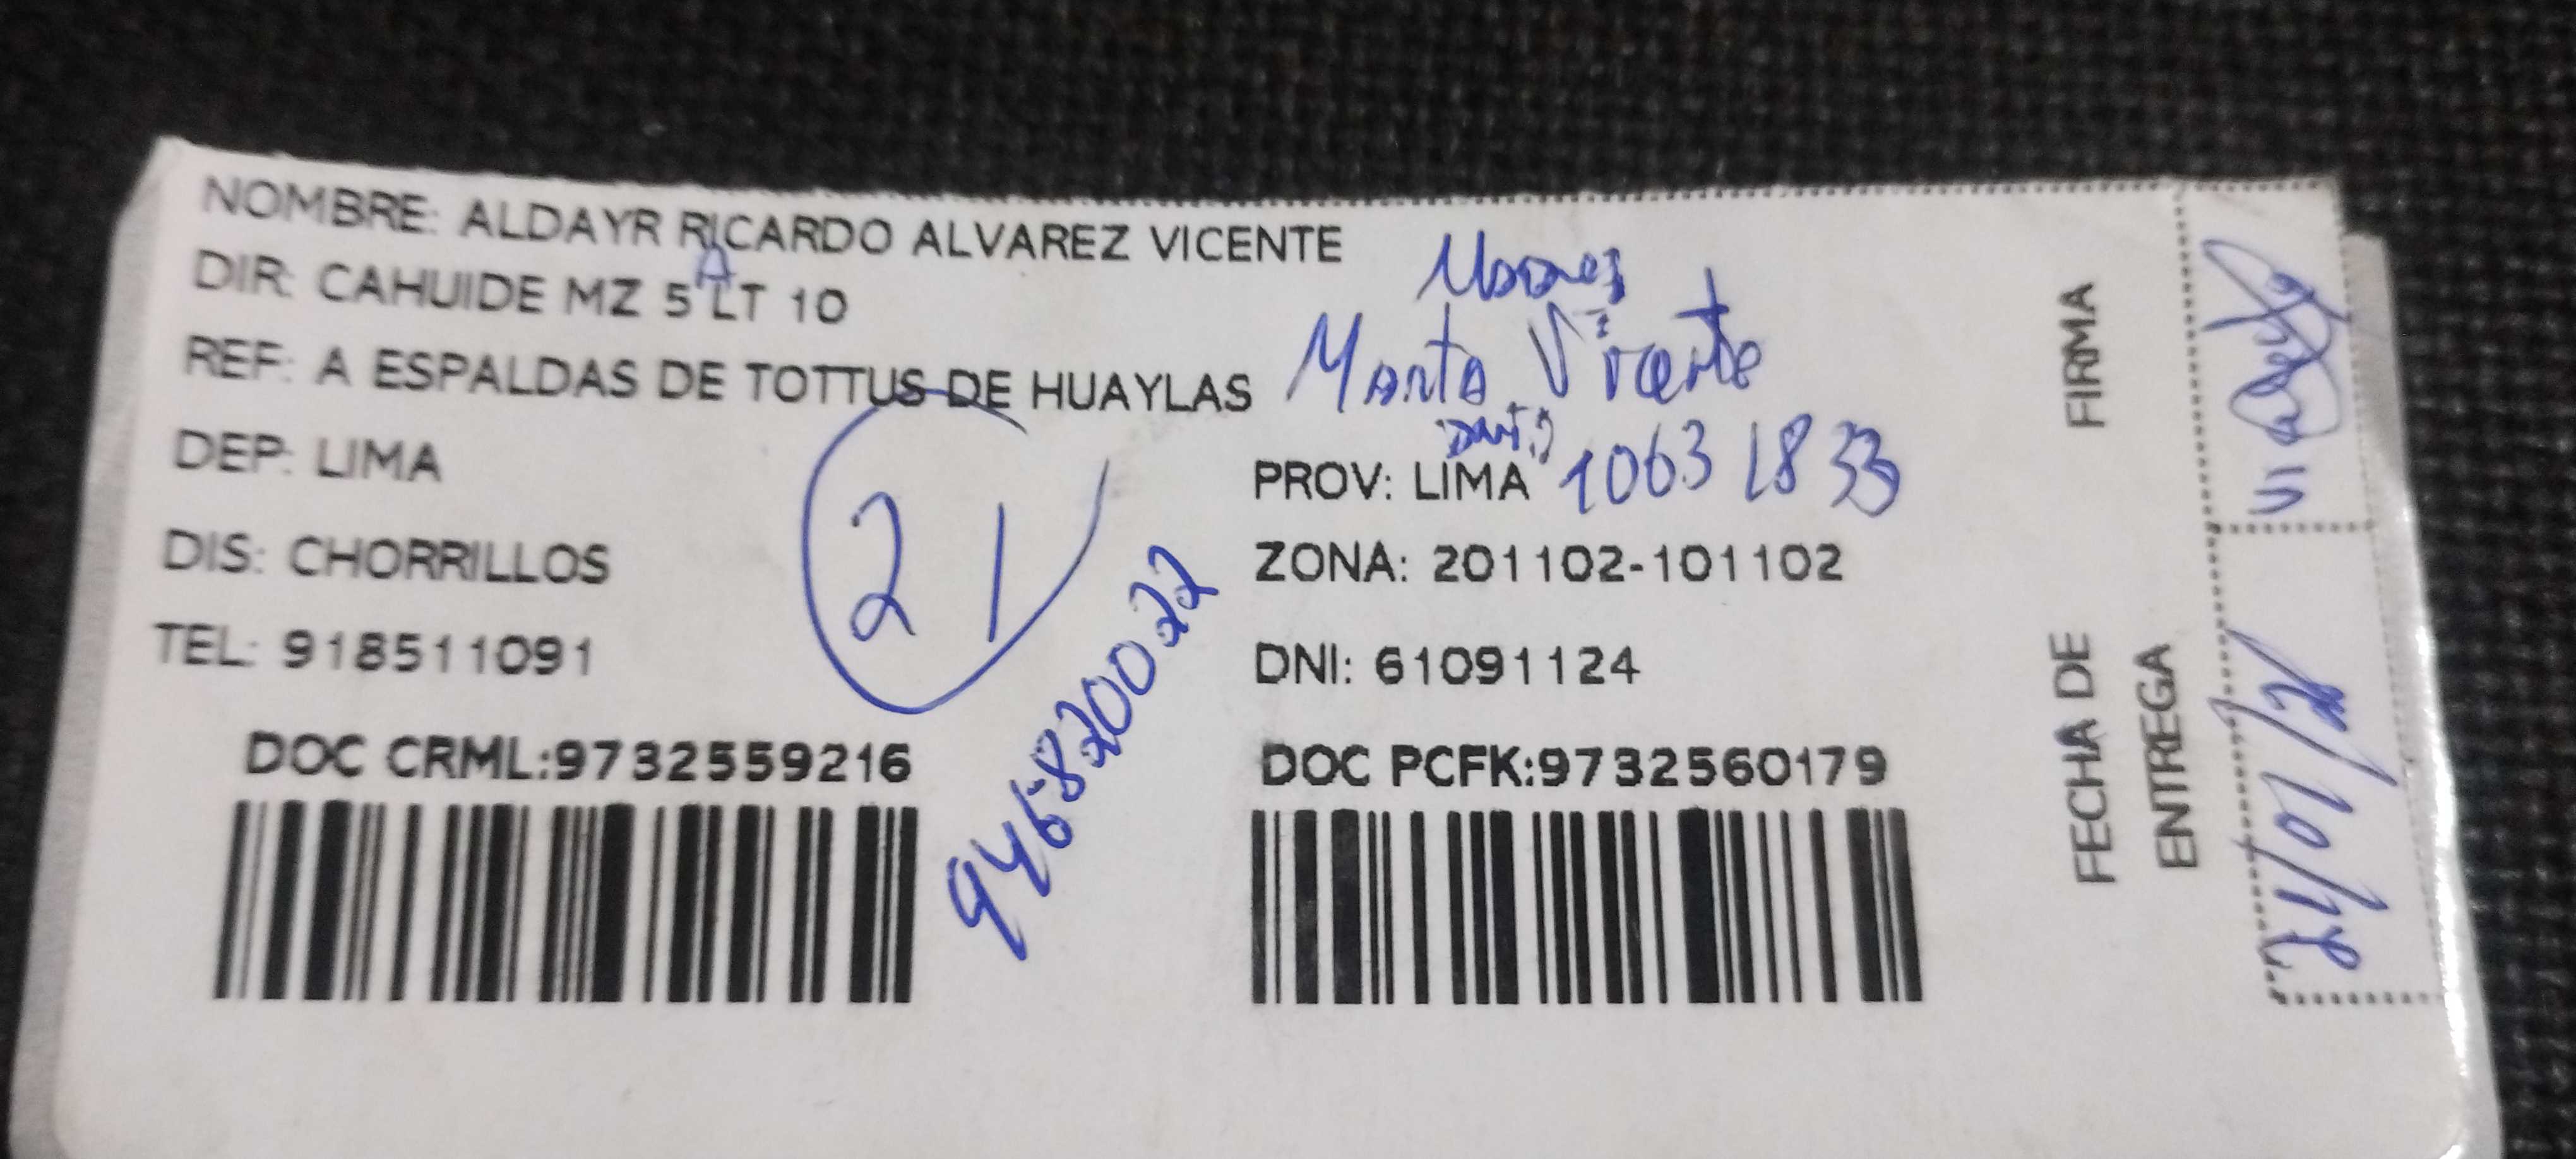 NOMBRE: ALDAYR RICARDO ALVAREZ VICENTE
DIR: CAHUIDE MZ 5 A LT 10
REF: A ESPALDAS DE TOTTUS DE HUAYLAS
Marta Vicente
DEP: LIMA
PROV: LIMA
DNI: 10631833
DIS: CHORRILLOS
ZONA: 201102-101102
21
TEL: 918511091
DNI: 61091124
946820022
DOC CRML:9732559216
DOC PCFK:9732560179
FIRMA
FECHA DE
ENTREGA